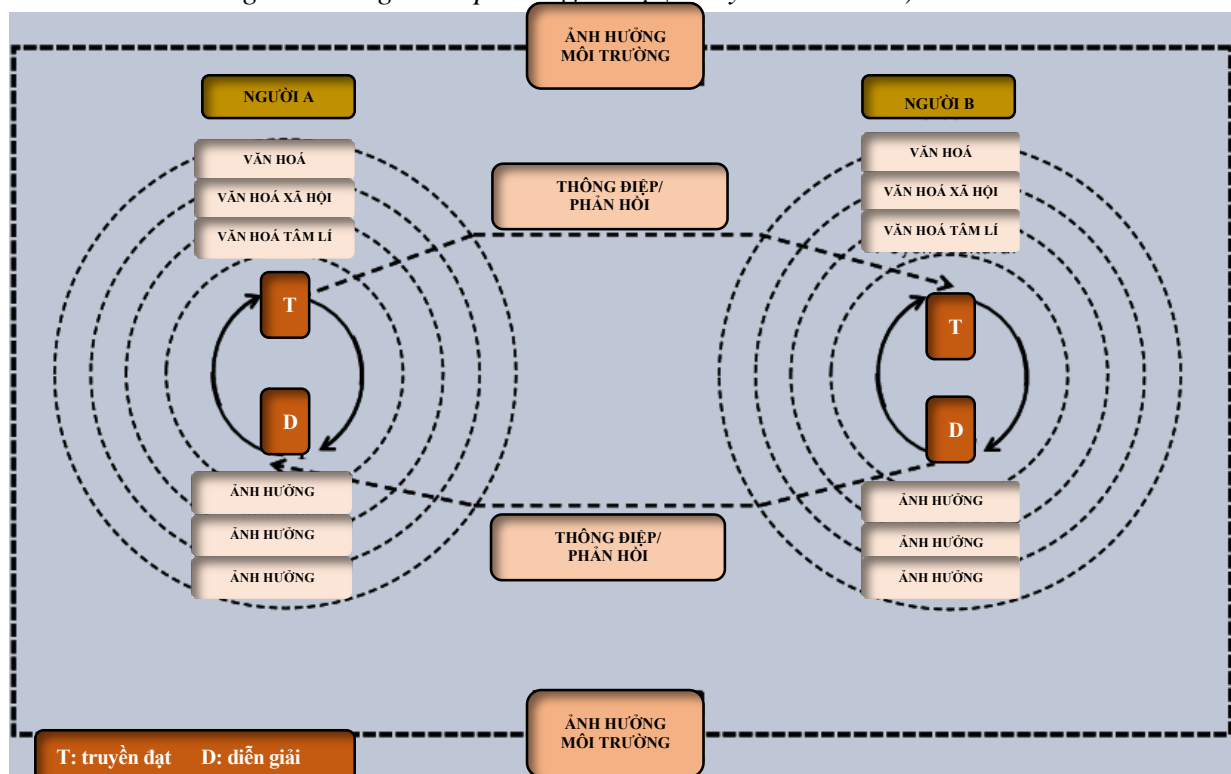 ẢNH HƯỞNG
MÔI TRƯỜNG
NGƯỜI A
NGƯỜI B
VĂN HOÁ
VĂN HOÁ XÃ HỘI
VĂN HOÁ TÂM LÍ
THÔNG ĐIỆP/
PHẢN HỒI
VĂN HOÁ
VĂN HOÁ XÃ HỘI
VĂN HOÁ TÂM LÍ
T
D
T
D
ẢNH HƯỞNG
ẢNH HƯỞNG
ẢNH HƯỞNG
THÔNG ĐIỆP/
PHẢN HỒI
ẢNH HƯỞNG
ẢNH HƯỞNG
ẢNH HƯỞNG
ẢNH HƯỞNG
MÔI TRƯỜNG
T: truyền đạt D: diễn giải